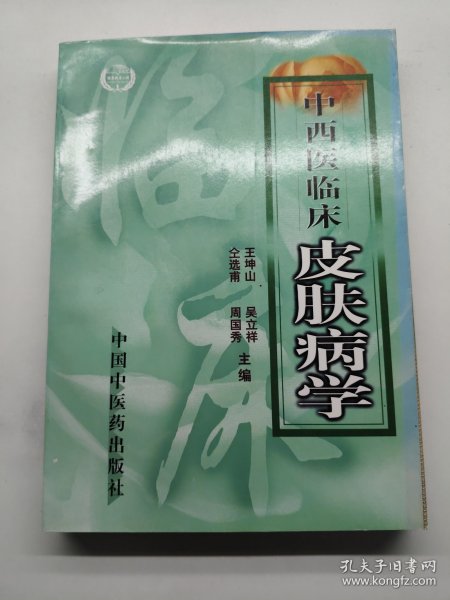 中西医临床
皮肤病学
王坤山 吴立祥
仝选甫 周国秀
主编
中国中医药出版社
临床
孔夫子旧书网
www.kongfz.com